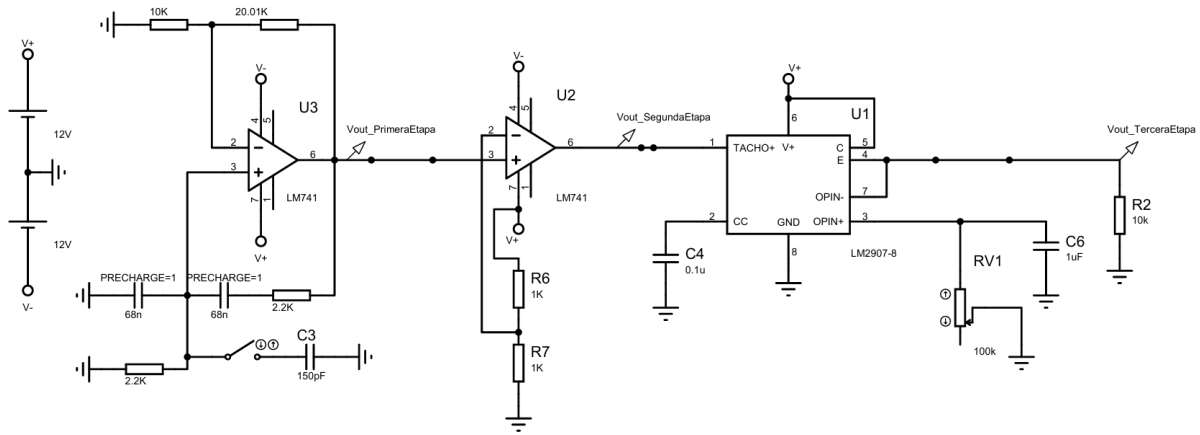 10K
20.01K
V+
12V
12V
V-
V-
4
5
U3
2
3
6
7
1
LM741
V+
Vout_PrimeraEtapa
PRECHARGE=1
PRECHARGE=1
68n
68n
2.2K
2.2K
C3
150pF
V-
4
5
U2
2
3
6
7
1
LM741
V+
R6
1K
R7
1K
Vout_SegundaEtapa
V+
6
U1
1
TACHO+
V+
C
5
E
4
OPIN-
7
2
CC
GND
OPIN+
3
8
LM2907-8
C4
0.1u
RV1
100k
C6
1uF
R2
10k
Vout_TerceraEtapa